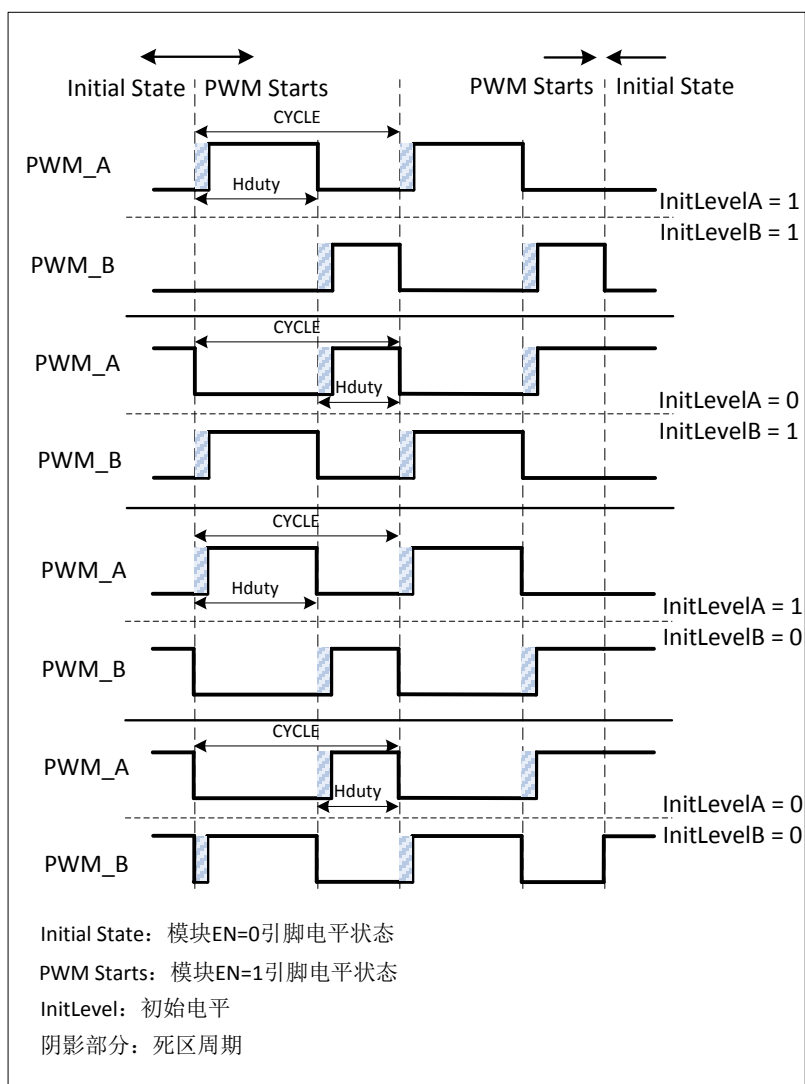 Initial State PWM Starts PWM Starts Initial State
CYCLE
PWM_A
Hduty
InitLevelA = 1
InitLevelB = 1
PWM_B
CYCLE
PWM_A
Hduty
InitLevelA = 0
InitLevelB = 1
PWM_B
CYCLE
PWM_A
Hduty
InitLevelA = 1
InitLevelB = 0
PWM_B
CYCLE
PWM_A
Hduty
InitLevelA = 0
InitLevelB = 0
PWM_B
Initial State：模块EN=0引脚电平状态
PWM Starts：模块EN=1引脚电平状态
InitLevel：初始电平
阴影部分：死区周期